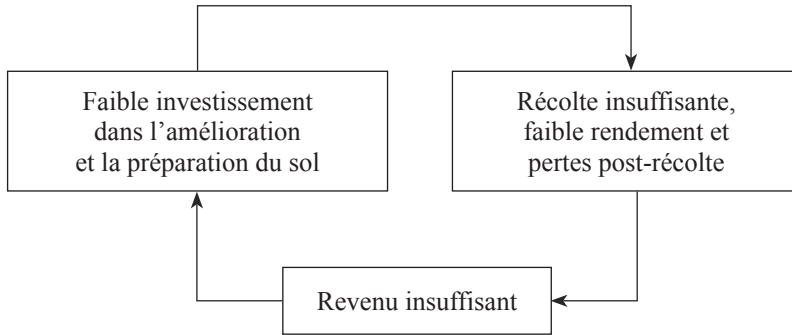 Faible investissement
dans l’amélioration
et la préparation du sol
Récolte insuffisante,
faible rendement et
pertes post-récolte
Revenu insuffisant